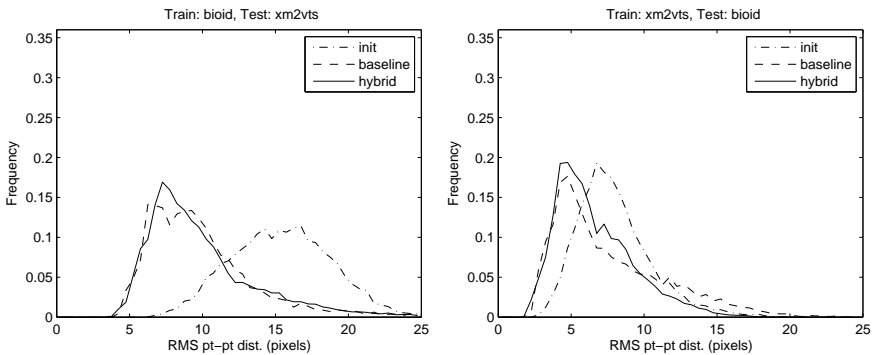 Train: bioid, Test: xm2vts
0.35
0.3
0.25
0.2
0.15
0.1
0.05
0
Frequency
init
baseline
hybrid
0 5 10 15 20 25
RMS pt−pt dist. (pixels)
Train: xm2vts, Test: bioid
0.35
0.3
0.25
0.2
0.15
0.1
0.05
0
Frequency
init
baseline
hybrid
0 5 10 15 20 25
RMS pt−pt dist. (pixels)